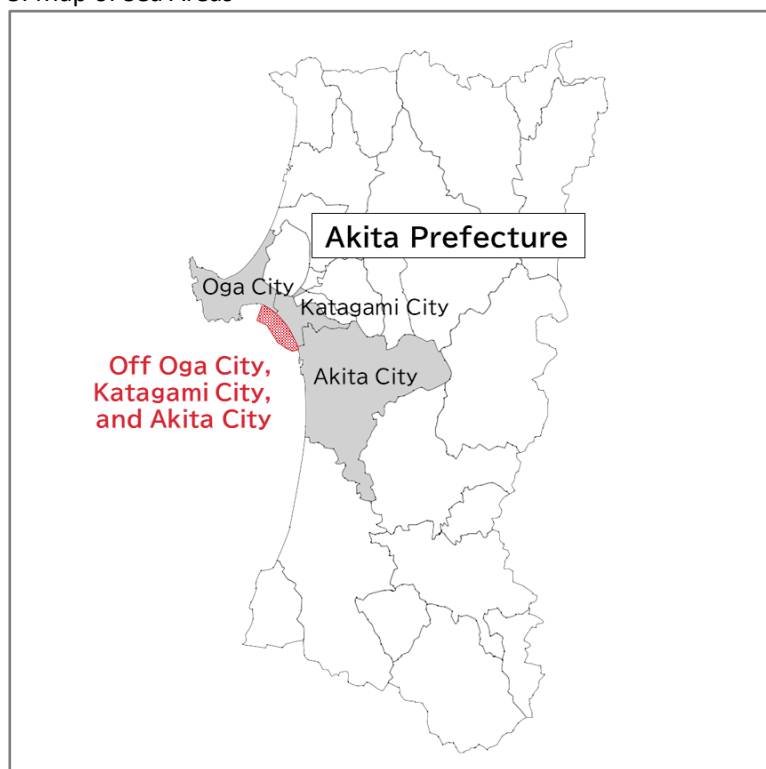 Akita Prefecture
Oga City
Katagami City
Off Oga City,
Katagami City,
and Akita City
Akita City